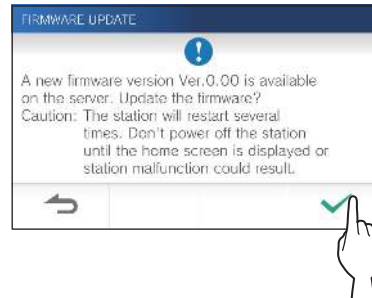 FIRMWARE UPDATE
A new firmware version Ver.0.00 is available
on the server. Update the firmware?
Caution: The station will restart several
times. Don't power off the station
until the home screen is displayed or
station malfunction could result.